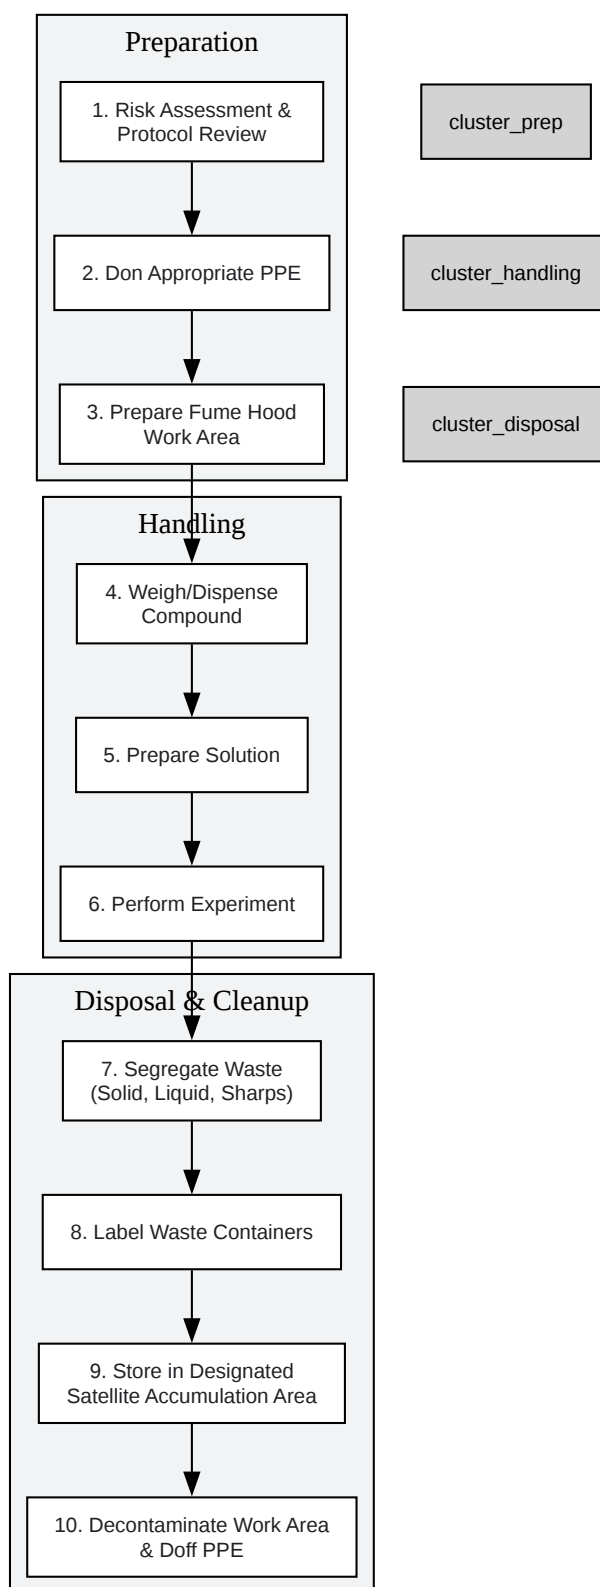 Preparation
1. Risk Assessment &
Protocol Review
cluster_prep
2. Don Appropriate PPE
cluster_handling
3. Prepare Fume Hood
Work Area
cluster_disposal
Handling
4. Weigh/Dispense
Compound
5. Prepare Solution
6. Perform Experiment
Disposal & Cleanup
7. Segregate Waste
(Solid, Liquid, Sharps)
8. Label Waste Containers
9. Store in Designated
Satellite Accumulation Area
10. Decontaminate Work Area
& Doff PPE